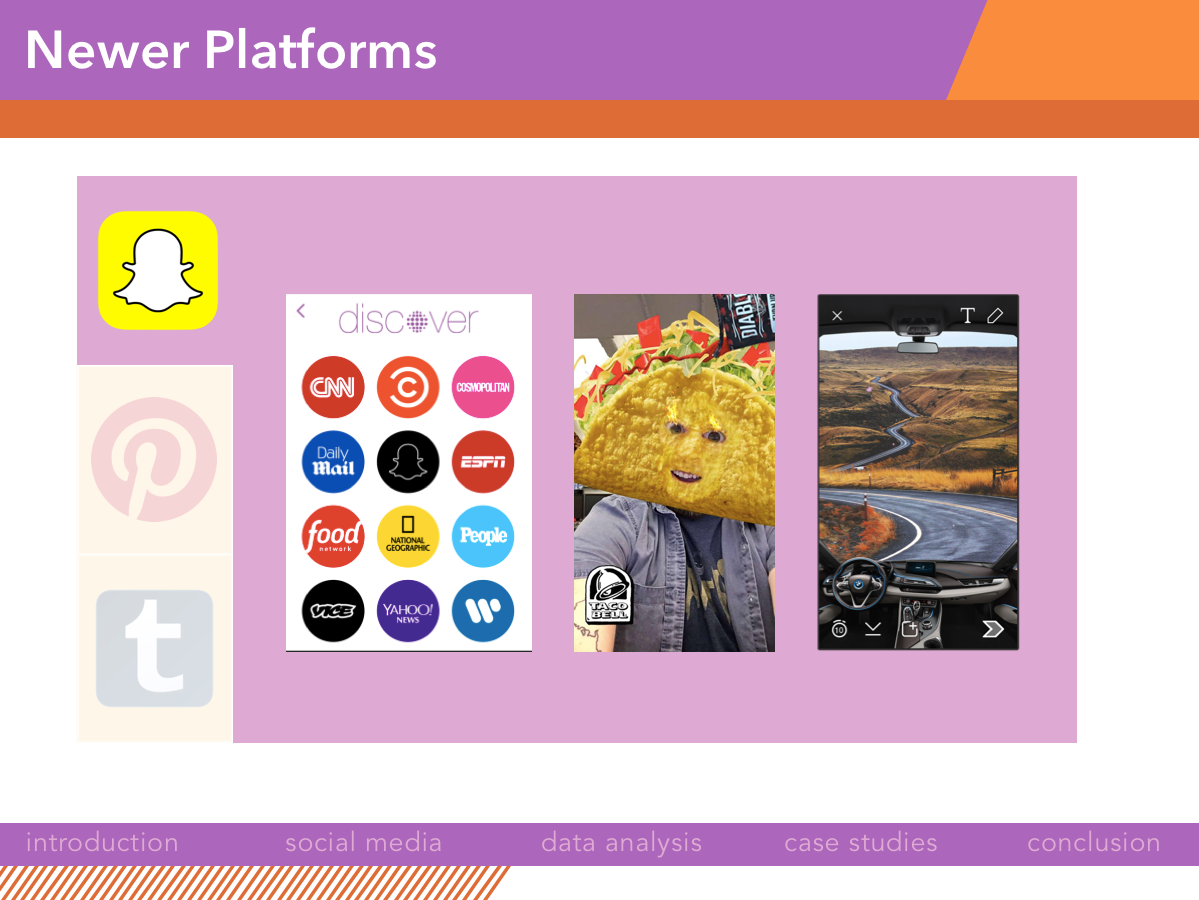 Newer Platforms
discover
CNN
COSMOPOLITAN
Daily
Mail
ESPN
food
network
NATIONAL
GEOGRAPHIC
People
VICE
YAHOO!
NEWS
DIABL
TACO
BELL
T
10
t
introduction social media data analysis case studies conclusion